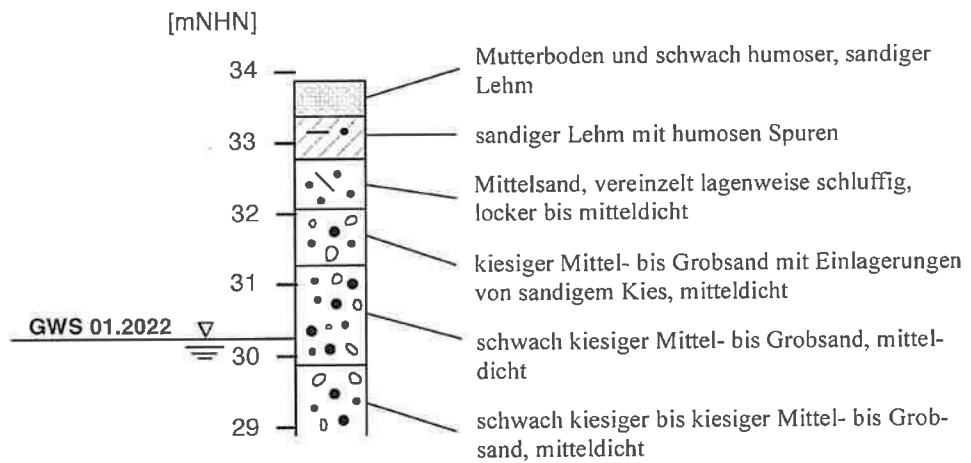 [mNHN]
34
Mutterboden und schwach humoser, sandiger
Lehm
33
sandiger Lehm mit humosen Spuren
Mittelsand, vereinzelt lagenweise schluffig,
locker bis mitteldicht
32
kiesiger Mittel- bis Grobsand mit Einlagerungen
von sandigem Kies, mitteldicht
31
GWS 01.2022
schwach kiesiger Mittel- bis Grobsand, mittel-
dicht
30
schwach kiesiger bis kiesiger Mittel- bis Grob-
sand, mitteldicht
29